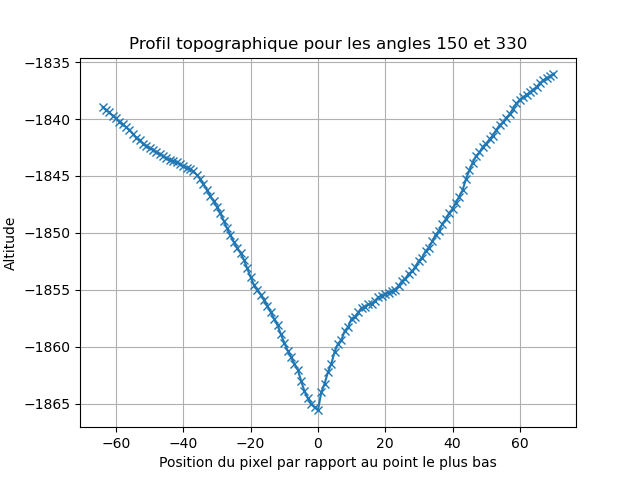 Profil topographique pour les angles 150 et 330
−1835
−1840
−1845
−1850
−1855
−1860
−1865
Altitude
−60 −40 −20 0 20 40 60
Position du pixel par rapport au point le plus bas